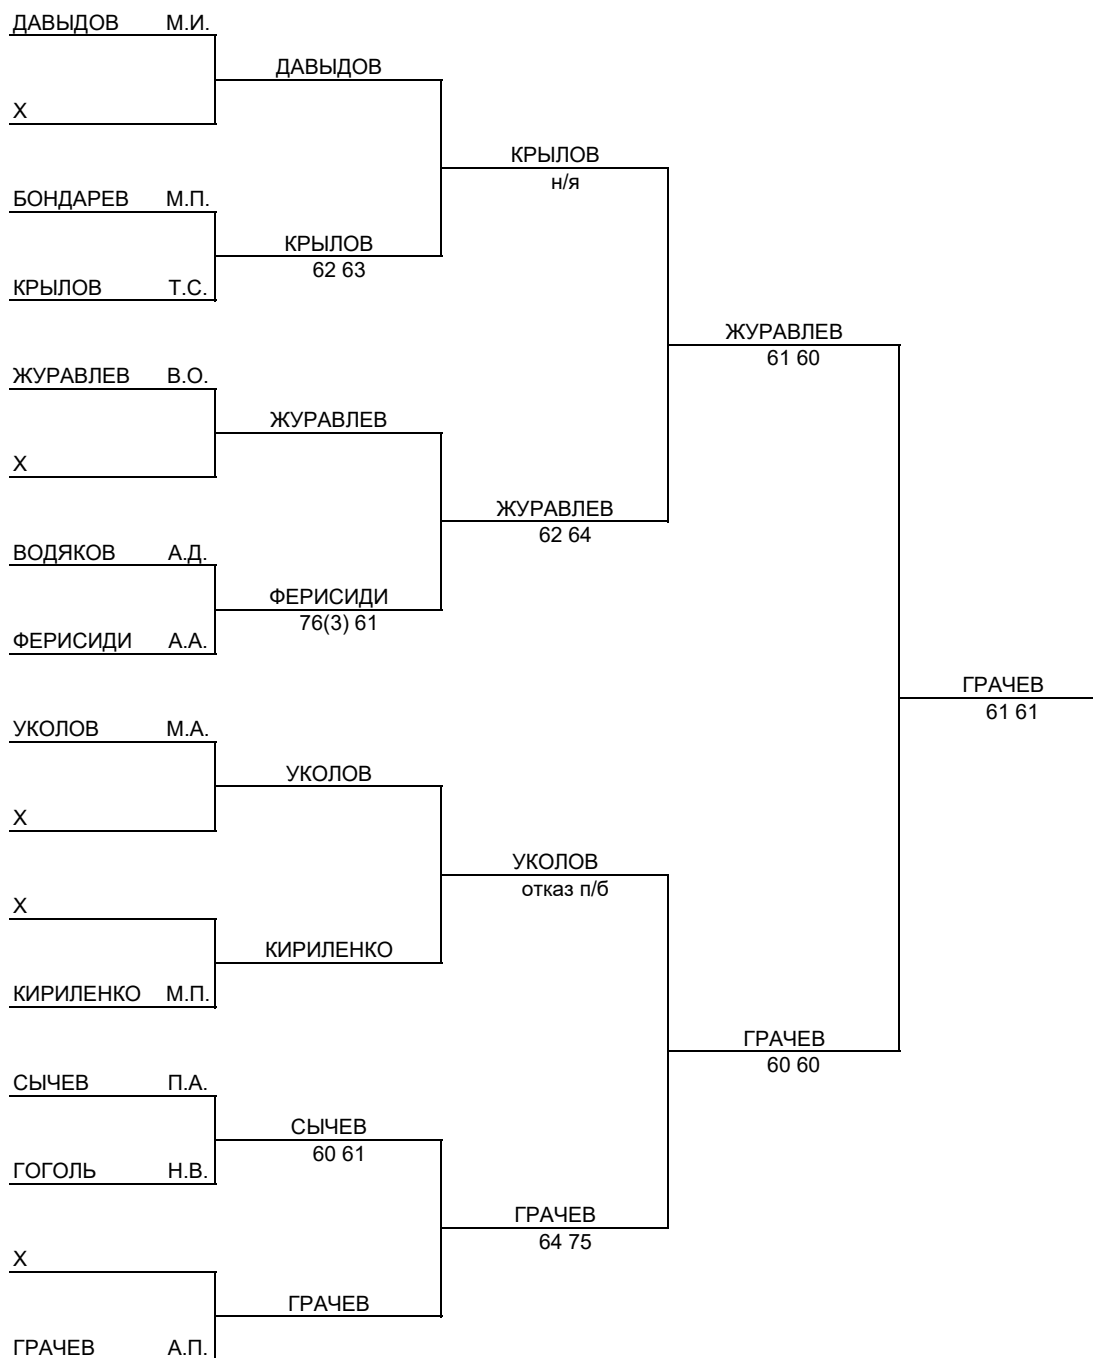 ДАВЫДОВ М.И.
ДАВЫДОВ
X
КРЫЛОВ
н/я
БОНДАРЕВ М.П.
КРЫЛОВ
62 63
КРЫЛОВ Т.С.
ЖУРАВЛЕВ
61 60
ЖУРАВЛЕВ В.О.
ЖУРАВЛЕВ
X
ЖУРАВЛЕВ
62 64
ВОДЯКОВ А.Д.
ФЕРИСИДИ
76(3) 61
ФЕРИСИДИ А.А.
ГРАЧЕВ
61 61
УКОЛОВ М.А.
УКОЛОВ
X
УКОЛОВ
отказ п/б
X
КИРИЛЕНКО
КИРИЛЕНКО М.П.
ГРАЧЕВ
60 60
СЫЧЕВ П.А.
СЫЧЕВ
60 61
ГОГОЛЬ Н.В.
ГРАЧЕВ
64 75
X
ГРАЧЕВ
ГРАЧЕВ А.П.